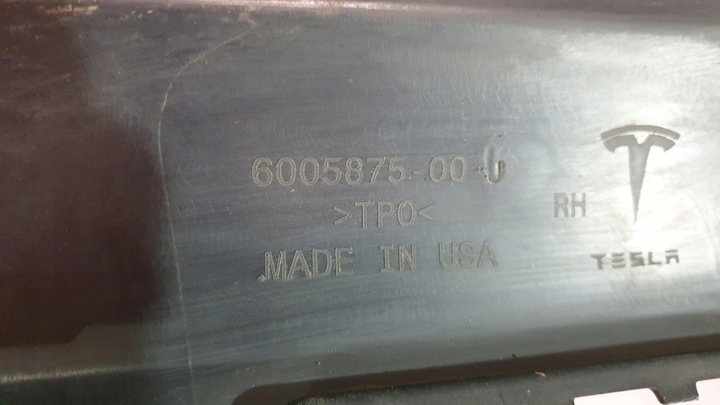 6005875-00-J
>TPO<
MADE IN USA
RH
TESLA